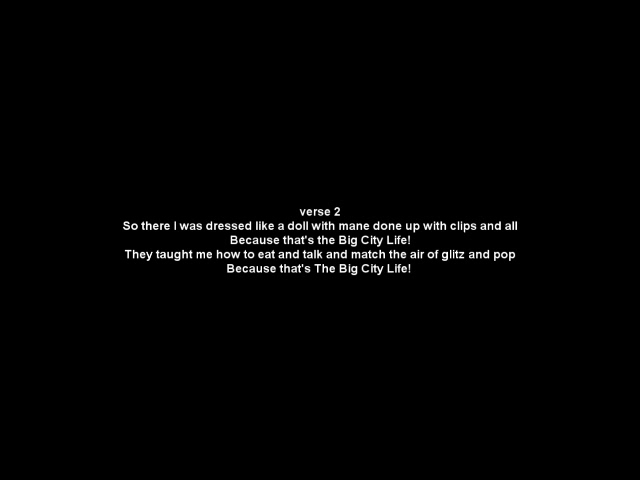 verse 2
So there I was dressed like a doll with mane done up with clips and all
Because that's the Big City Life!
They taught me how to eat and talk and match the air of glitz and pop
Because that's The Big City Life!